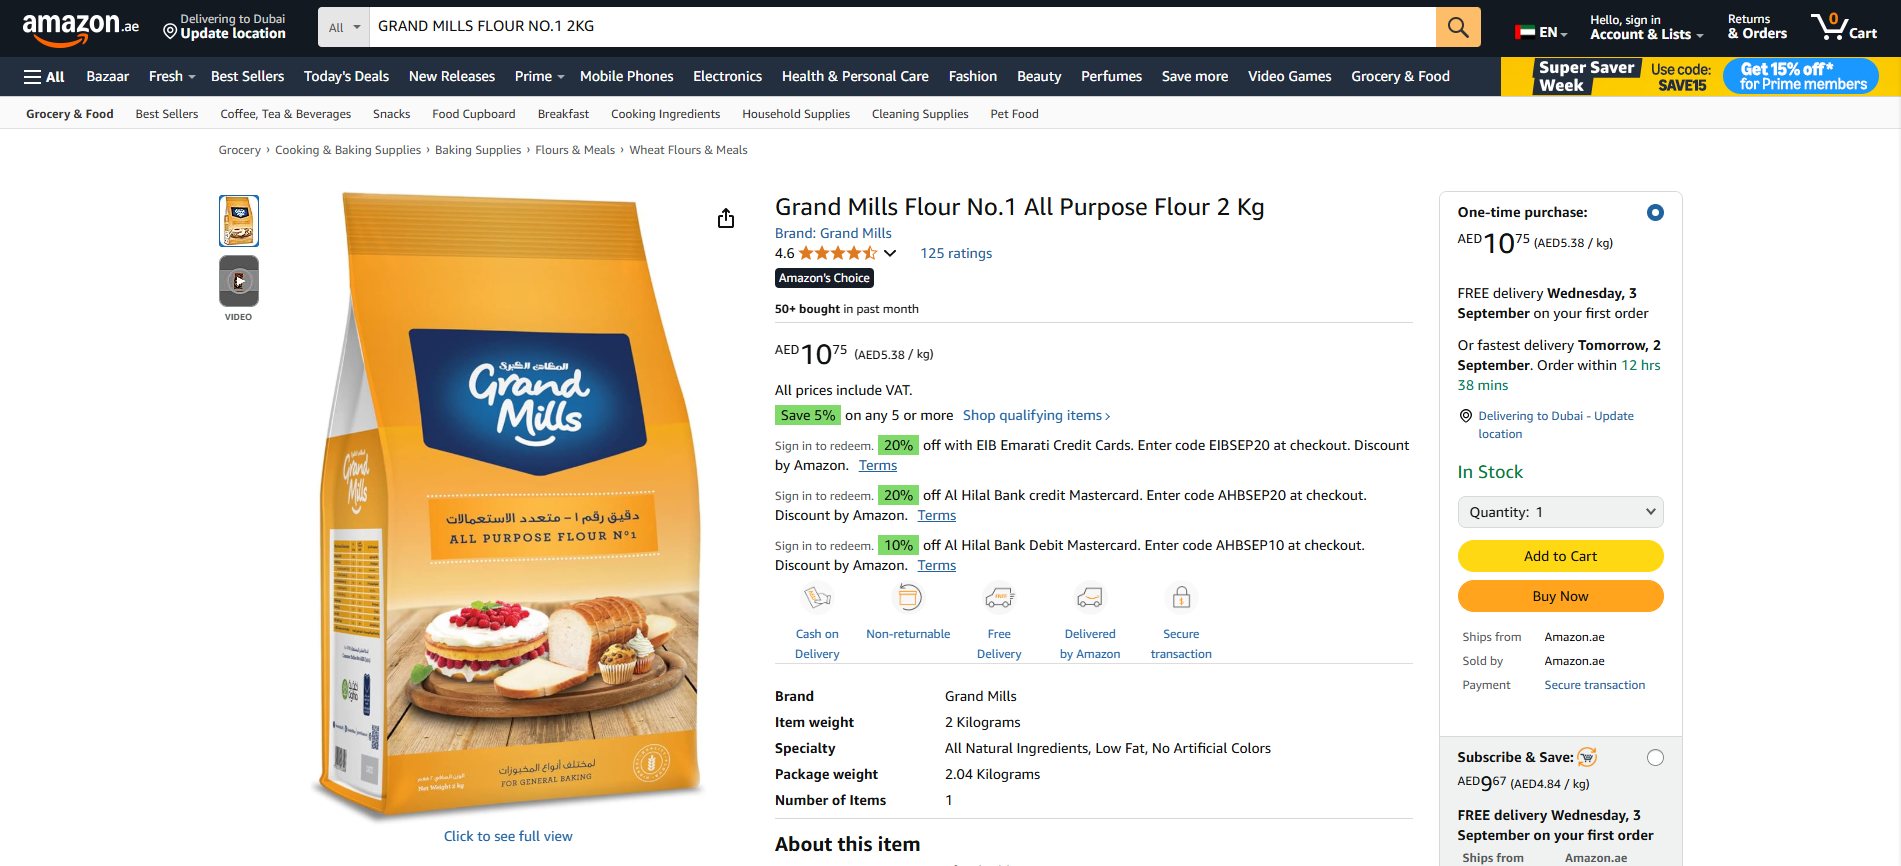 amazon.ae
Delivering to Dubai
Update location
All
GRAND MILLS FLOUR NO.1 2KG
EN
Hello, sign in
Account & Lists
Returns
& Orders
0
Cart
All
Bazaar
Fresh
Best Sellers
Today's Deals
New Releases
Prime
Mobile Phones
Electronics
Health & Personal Care
Fashion
Beauty
Perfumes
Save more
Video Games
Grocery & Food
Super Saver
Week
Use code:
SAVE15
Get 15% off*
for Prime members
Grocery & Food
Best Sellers
Coffee, Tea & Beverages
Snacks
Food Cupboard
Breakfast
Cooking Ingredients
Household Supplies
Cleaning Supplies
Pet Food
Grocery › Cooking & Baking Supplies › Baking Supplies › Flours & Meals › Wheat Flours & Meals
VIDEO
المطاحن الكبرى
Grand
Mills
Grand
Mills
دقيق رقم ١ – متعدد الاستعمالات
ALL PURPOSE FLOUR Nº1
لمختلف أنواع المخبوزات
FOR GENERAL BAKING
Net Weight 2 kg
Click to see full view
Grand Mills Flour No.1 All Purpose Flour 2 Kg
Brand: Grand Mills
4.6
125 ratings
Amazon's Choice
50+ bought in past month
AED10.75 (AED5.38 / kg)
All prices include VAT.
Save 5% on any 5 or more Shop qualifying items ›
Sign in to redeem. 20% off with EIB Emarati Credit Cards. Enter code EIBSEP20 at checkout. Discount
by Amazon. Terms
Sign in to redeem. 20% off Al Hilal Bank credit Mastercard. Enter code AHBSEP20 at checkout.
Discount by Amazon. Terms
Sign in to redeem. 10% off Al Hilal Bank Debit Mastercard. Enter code AHBSEP10 at checkout.
Discount by Amazon. Terms
Cash on
Delivery
Non-returnable
Free
Delivery
Delivered
by Amazon
Secure
transaction
Brand Grand Mills
Item weight 2 Kilograms
Specialty All Natural Ingredients, Low Fat, No Artificial Colors
Package weight 2.04 Kilograms
Number of Items 1
About this item
One-time purchase:
AED10.75 (AED5.38 / kg)
FREE delivery Wednesday, 3
September on your first order
Or fastest delivery Tomorrow, 2
September. Order within 12 hrs
38 mins
Delivering to Dubai - Update
location
In Stock
Quantity: 1
Add to Cart
Buy Now
Ships from Amazon.ae
Sold by Amazon.ae
Payment Secure transaction
Subscribe & Save:
AED9.67 (AED4.84 / kg)
FREE delivery Wednesday, 3
September on your first order
Ships from Amazon.ae